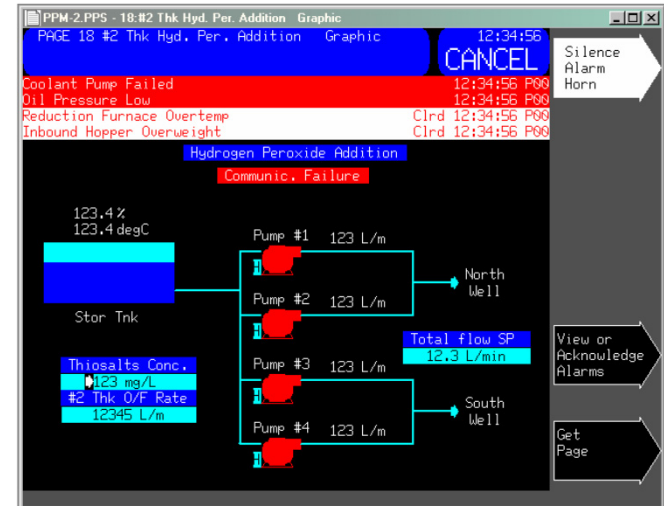 PPM-2.PPS - 18:#2 Thk Hyd. Per. Addition Graphic
PAGE 18 #2 Thk Hyd. Per. Addition Graphic
12:34:56
CANCEL
Silence
Alarm
Horn
Coolant Pump Failed 12:34:56 P00
Oil Pressure Low 12:34:56 P00
Reduction Furnace Overtemp Clrd 12:34:56 P00
Inbound Hopper Overweight Clrd 12:34:56 P00
Hydrogen Peroxide Addition
Communic. Failure
123.4%
123.4 degC
Stor Tnk
Pump #1 123 L/m
H
Pump #2 123 L/m
H
North
Well
Total flow SP
12.3 L/min
View or
Acknowledge
Alarms
Thiosalts Conc.
123 mg/L
#2 Thk O/F Rate
12345 L/m
Pump #3 123 L/m
H
South
Well
Pump #4 123 L/m
H
Get
Page